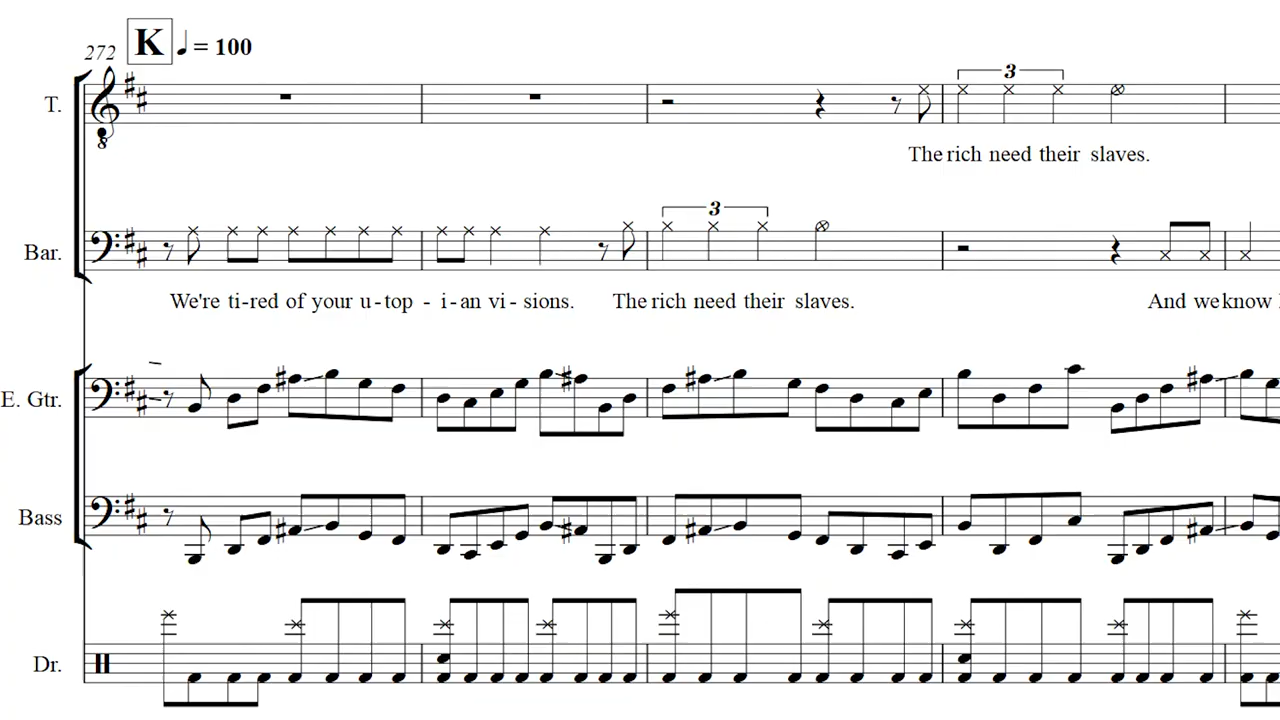 272 K ♩ = 100
T.
8
3
The rich need their slaves.
Bar.
3
We're ti-red of your u-top - i-an vi-sions. The rich need their slaves. And we know
E. Gtr.
Bass
Dr.